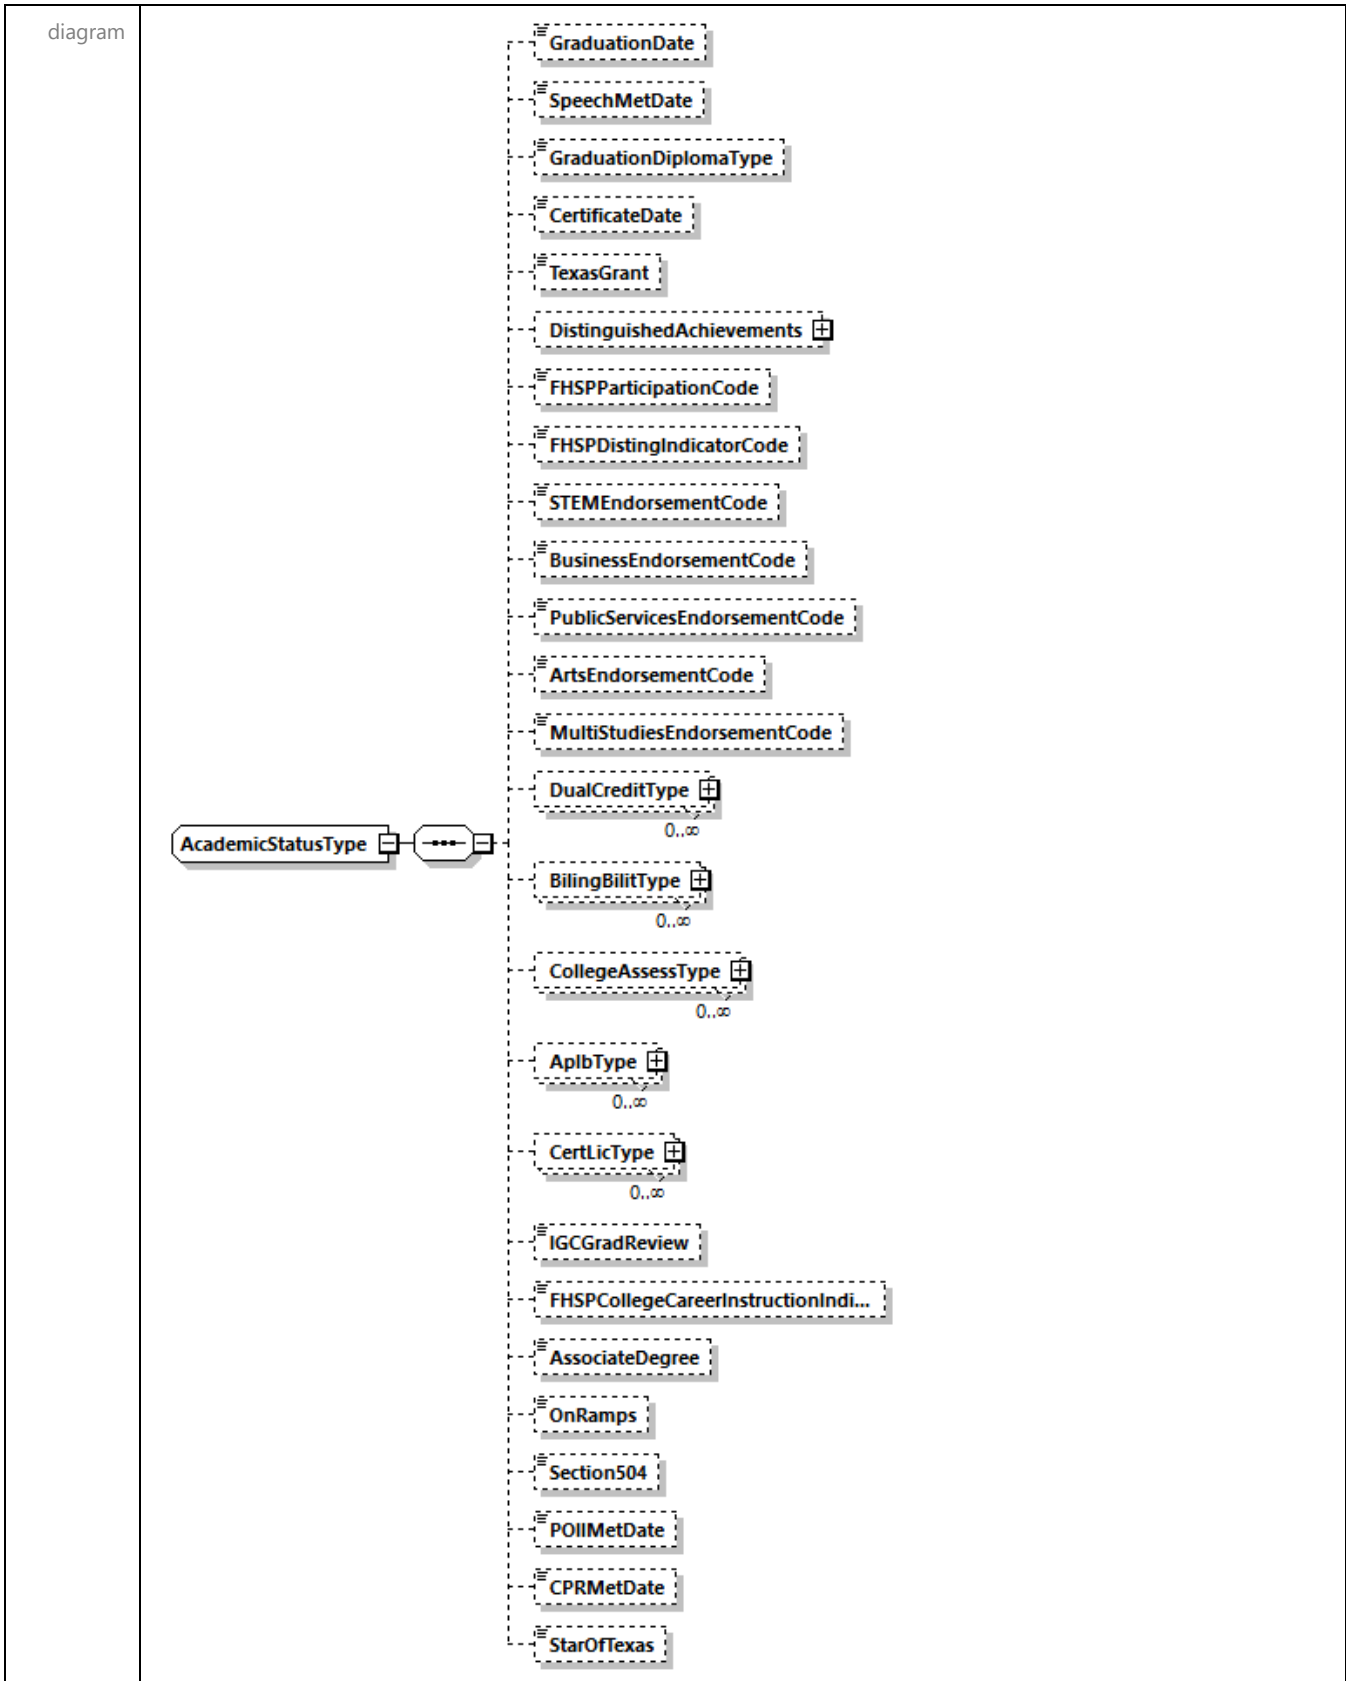 diagram
GraduationDate
SpeechMetDate
GraduationDiplomaType
CertificateDate
TexasGrant
DistinguishedAchievements
FHSPParticipationCode
FHSPDistingIndicatorCode
STEMEndorsementCode
BusinessEndorsementCode
PublicServicesEndorsementCode
ArtsEndorsementCode
MultiStudiesEndorsementCode
DualCreditType
0..∞
AcademicStatusType
BilingBilitType
0..∞
CollegeAssessType
0..∞
ApIbType
0..∞
CertLicType
0..∞
IGCGradReview
FHSPCollegeCareerInstructionIndi...
AssociateDegree
OnRamps
Section504
POIIMetDate
CPRMetDate
StarOfTexas